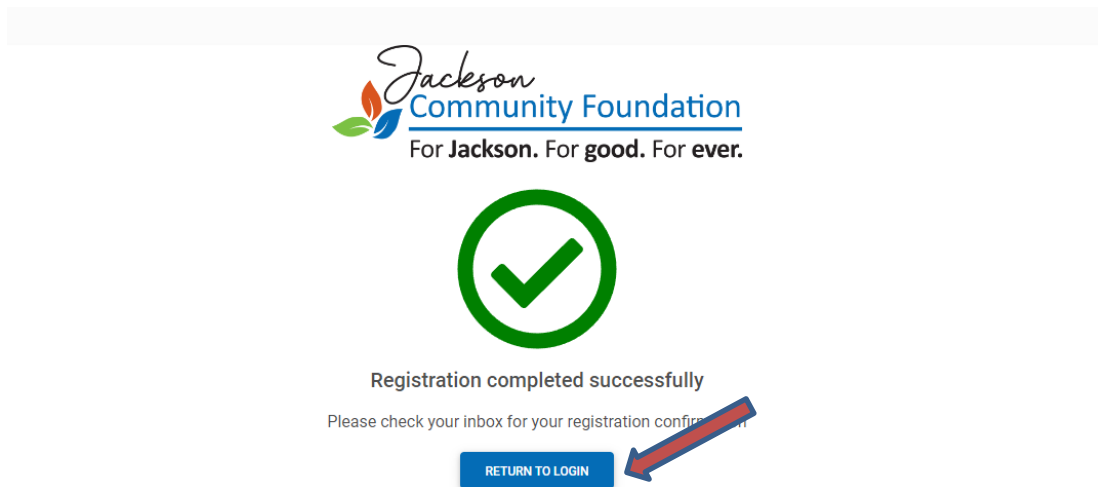 Jackson
Community Foundation
For Jackson. For good. For ever.
Registration completed successfully
Please check your inbox for your registration
RETURN TO LOGIN